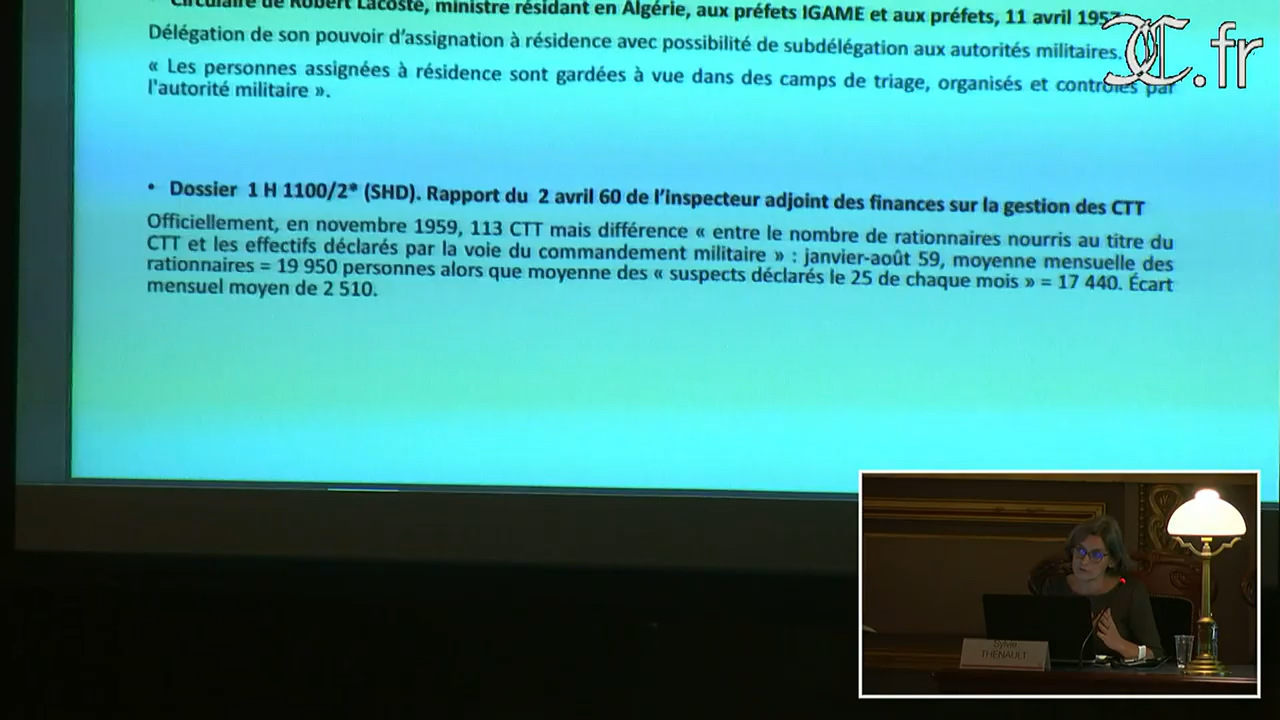 Circulaire de Robert Lacoste, ministre résidant en Algérie, aux préfets IGAME et aux préfets, 11 avril 1957
Délégation de son pouvoir d'assignation à résidence avec possibilité de subdélégation aux autorités militaires.
« Les personnes assignées à résidence sont gardées à vue dans des camps de triage, organisés et contrôlés par
l'autorité militaire ».
.fr
• Dossier 1 H 1100/2* (SHD). Rapport du 2 avril 60 de l'inspecteur adjoint des finances sur la gestion des CTT
Officiellement, en novembre 1959, 113 CTT mais différence « entre le nombre de rationnaires nourris au titre du
CTT et les effectifs déclarés par la voie du commandement militaire » : janvier-août 59, moyenne mensuelle des
rationnaires = 19 950 personnes alors que moyenne des « suspects déclarés le 25 de chaque mois » = 17 440. Écart
mensuel moyen de 2 510.
Sylvie
THENAULT